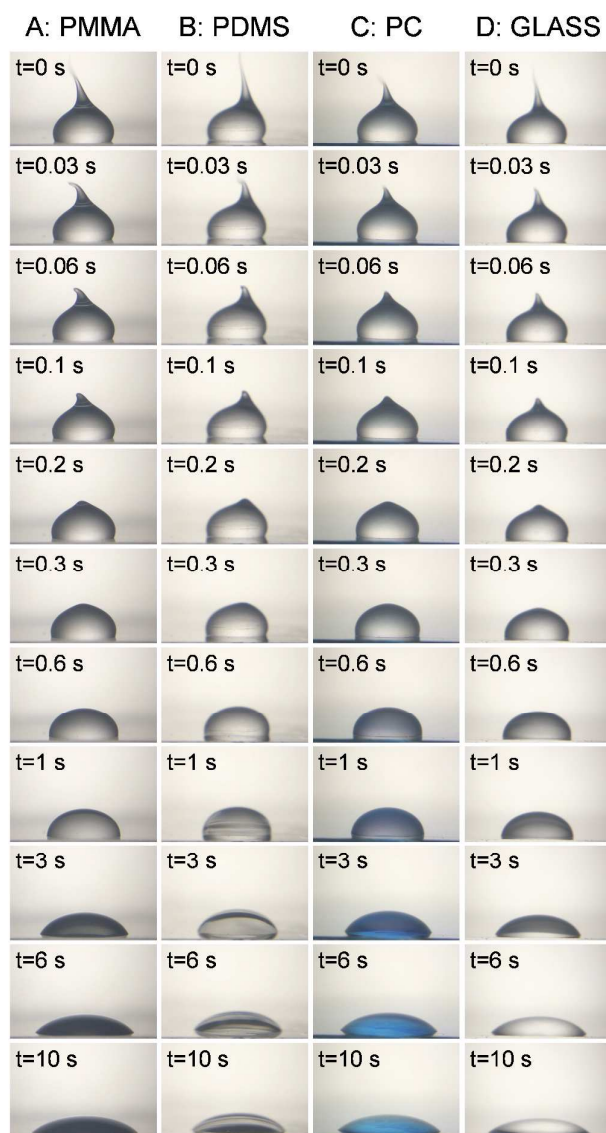 A: PMMA B: PDMS C: PC D: GLASS
t=0 s t=0 s t=0 s t=0 s
t=0.03 s t=0.03 s t=0.03 s t=0.03 s
t=0.06 s t=0.06 s t=0.06 s t=0.06 s
t=0.1 s t=0.1 s t=0.1 s t=0.1 s
t=0.2 s t=0.2 s t=0.2 s t=0.2 s
t=0.3 s t=0.3 s t=0.3 s t=0.3 s
t=0.6 s t=0.6 s t=0.6 s t=0.6 s
t=1 s t=1 s t=1 s t=1 s
t=3 s t=3 s t=3 s t=3 s
t=6 s t=6 s t=6 s t=6 s
t=10 s t=10 s t=10 s t=10 s